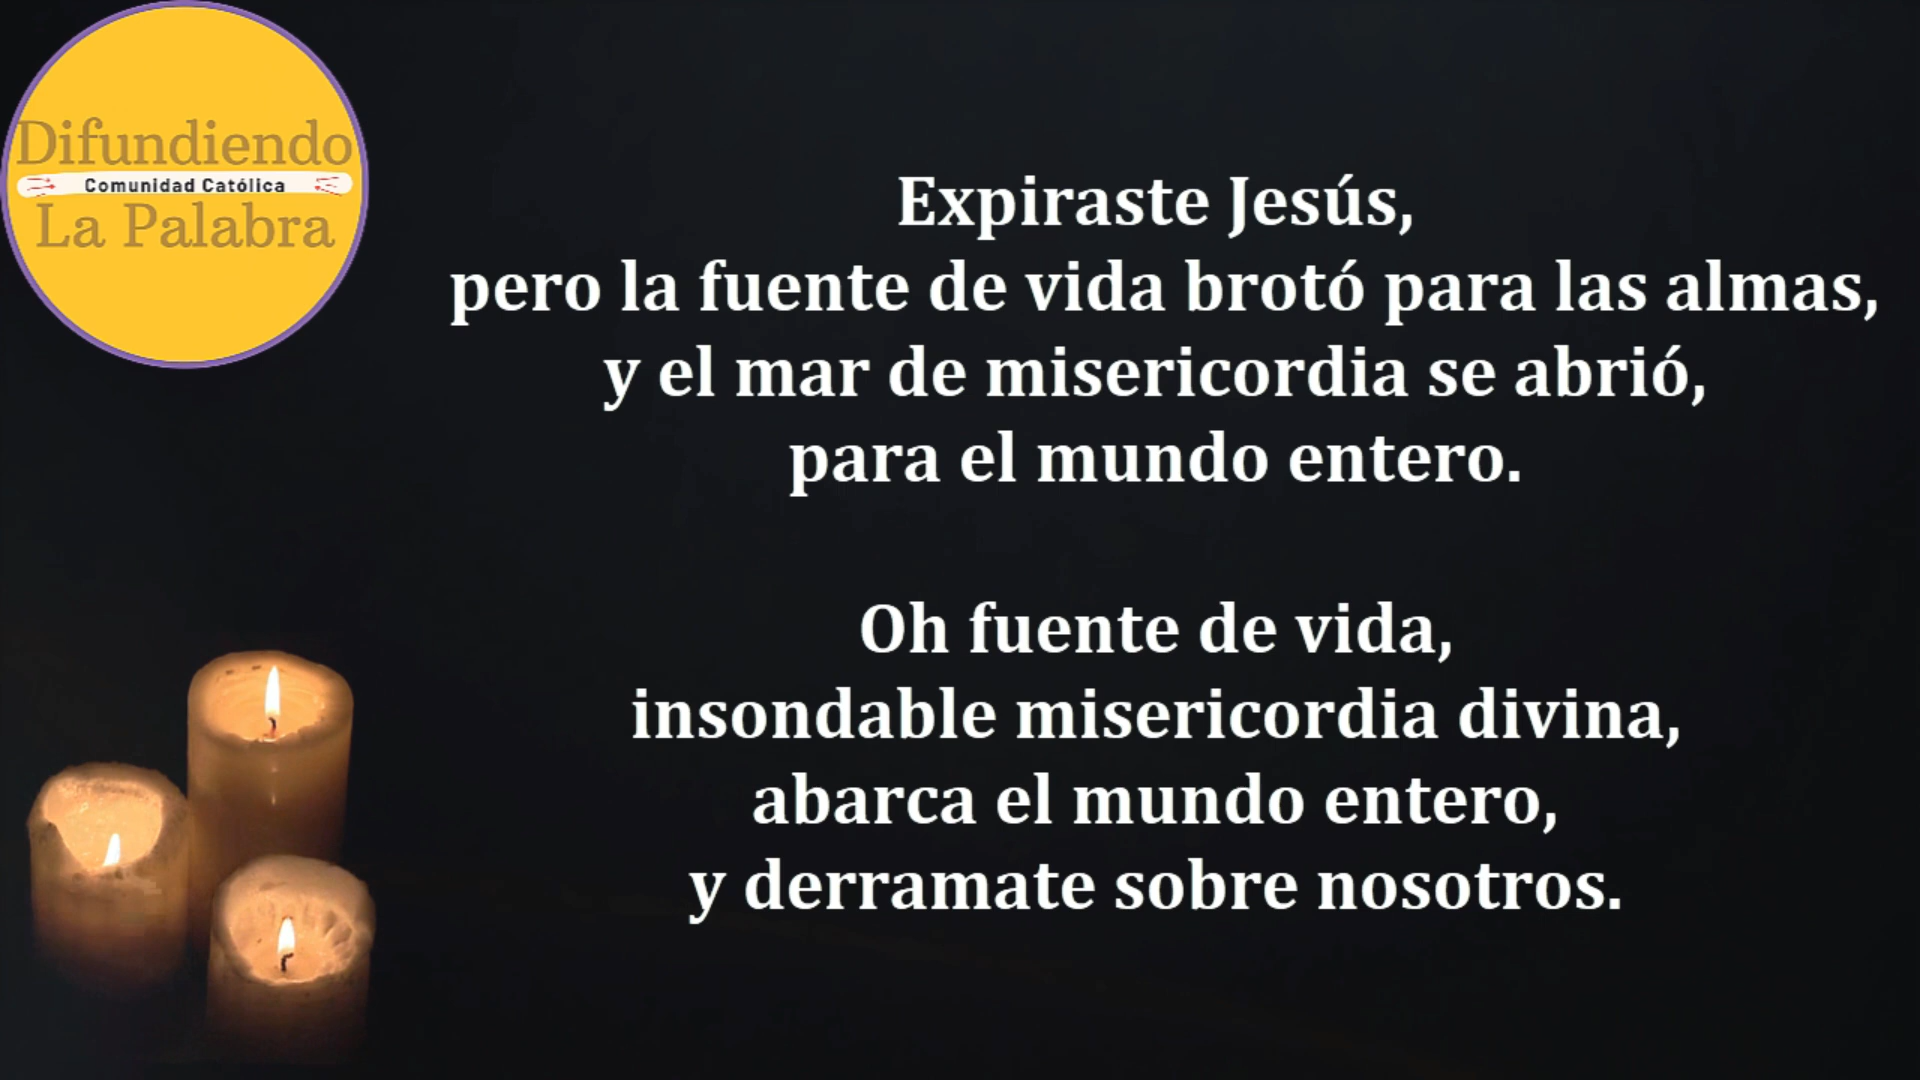 Difundiendo
Comunidad Católica
La Palabra
Expiraste Jesús,
pero la fuente de vida brotó para las almas,
y el mar de misericordia se abrió,
para el mundo entero.
Oh fuente de vida,
insondable misericordia divina,
abarca el mundo entero,
y derramate sobre nosotros.